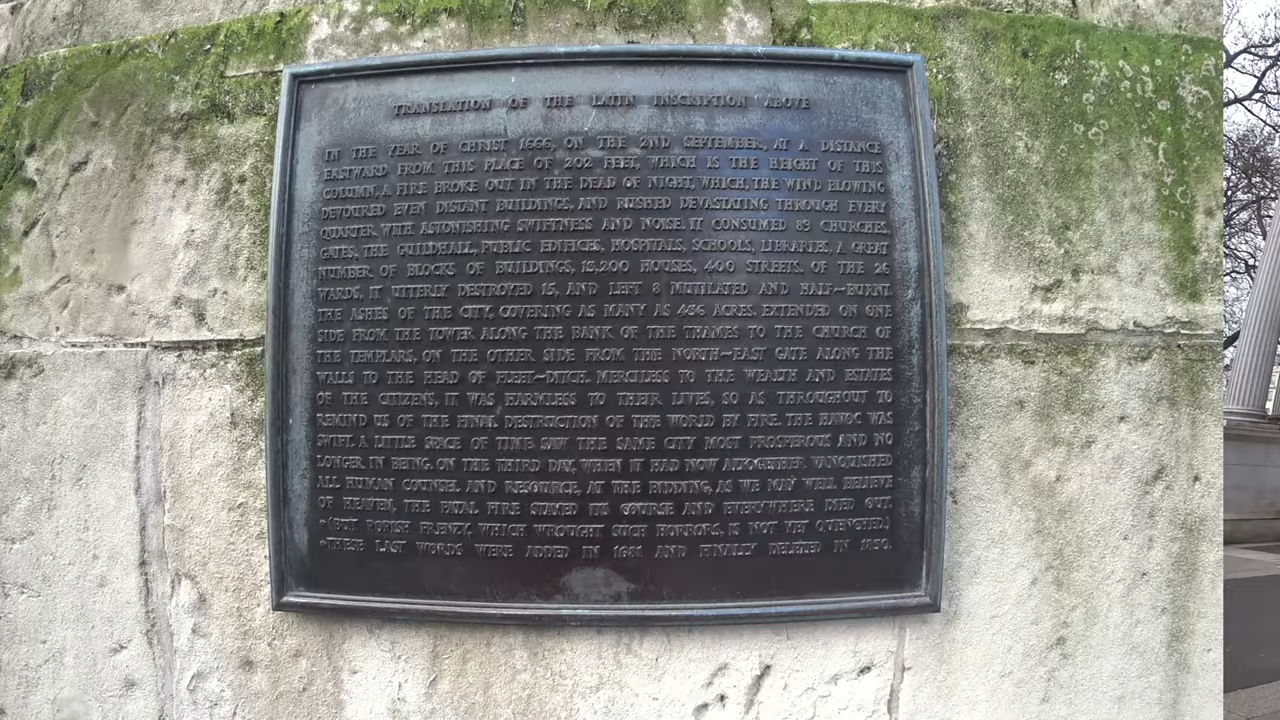 TRANSLATION OF THE LATIN INSCRIPTION ABOVE
IN THE YEAR OF CHRIST 1666, ON THE 2ND SEPTEMBER, AT A DISTANCE
EASTWARD FROM THIS PLACE OF 202 FEET, WHICH IS THE HEIGHT OF THIS
COLUMN, A FIRE BROKE OUT IN THE DEAD OF NIGHT, WHICH, THE WIND BLOWING
DEVOURED EVEN DISTANT BUILDINGS, AND RUSHED DEVASTATING THROUGH EVERY
QUARTER WITH ASTONISHING SWIFTNESS AND NOISE. IT CONSUMED 89 CHURCHES,
GATES, THE GUILDHALL, PUBLIC EDIFICES, HOSPITALS, SCHOOLS, LIBRARIES, A GREAT
NUMBER OF BLOCKS OF BUILDINGS, 13,200 HOUSES, 400 STREETS. OF THE 26
WARDS, IT UTTERLY DESTROYED 15, AND LEFT 8 MUTILATED AND HALF-BURNT
THE ASHES OF THE CITY, COVERING AS MANY AS 436 ACRES, EXTENDED ON ONE
SIDE FROM THE TOWER ALONG THE BANK OF THE THAMES TO THE CHURCH OF
THE TEMPLARS, ON THE OTHER SIDE FROM THE NORTH-EAST GATE ALONG THE
WALLS TO THE HEAD OF FLEET-DITCH. MERCILESS TO THE WEALTH AND ESTATES
OF THE CITIZENS, IT WAS HARMLESS TO THEIR LIVES, SO AS THROUGHOUT TO
REMIND US OF THE FINAL DESTRUCTION OF THE WORLD BY FIRE. THE HAVOC WAS
SWIFT. A LITTLE SPACE OF TIME SAW THE SAME CITY MOST PROSPEROUS AND NO
LONGER IN BEING. ON THE THIRD DAY, WHEN IT HAD NOW ALTOGETHER VANQUISHED
ALL HUMAN COUNSEL AND RESOURCE, AT THE BIDDING, AS WE MAY WELL BELIEVE
OF HEAVEN, THE FATAL FIRE STAYED ITS COURSE AND EVERYWHERE DIED OUT.
*(BUT POPISH FRENZY, WHICH WROUGHT SUCH HORRORS, IS NOT YET QUENCHED)
*THESE LAST WORDS WERE ADDED IN 1681 AND FINALLY DELETED IN 1830.